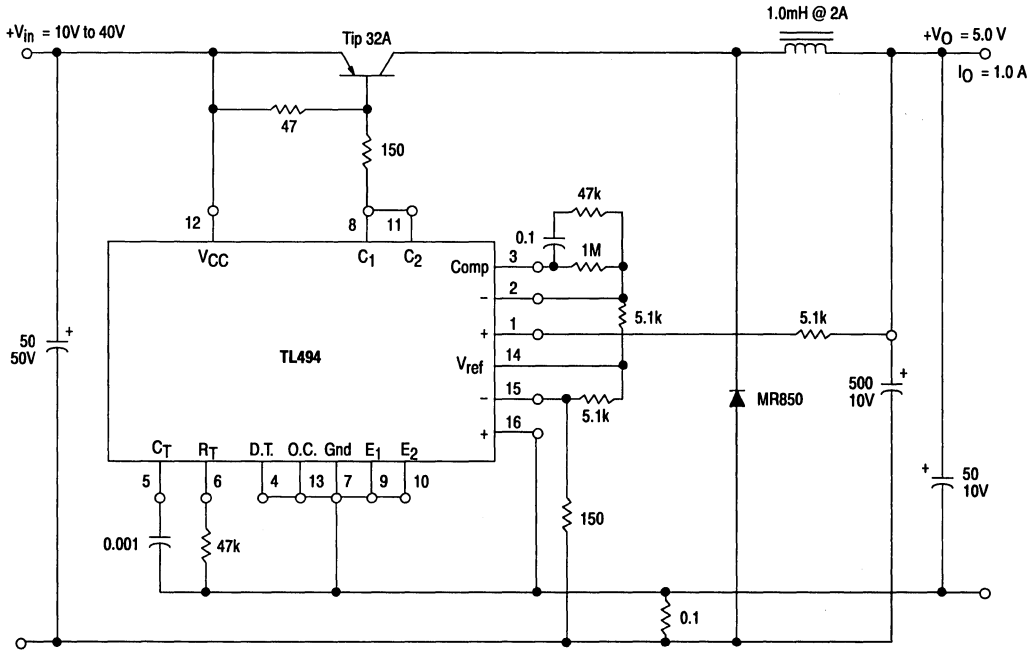 1.0mH @ 2A
+Vin = 10V to 40V
Tip 32A
+VO = 5.0 V
IO = 1.0 A
47
150
47k
12
8
11
0.1
1M
VCC
C1
C2
Comp
3
−
2
5.1k
+
1
5.1k
50
50V
+
TL494
Vref
14
−
15
5.1k
+
16
MR850
500
10V
+
CT
RT
D.T.
O.C.
Gnd
E1
E2
5
6
4
13
7
9
10
+
50
10V
0.001
47k
150
0.1